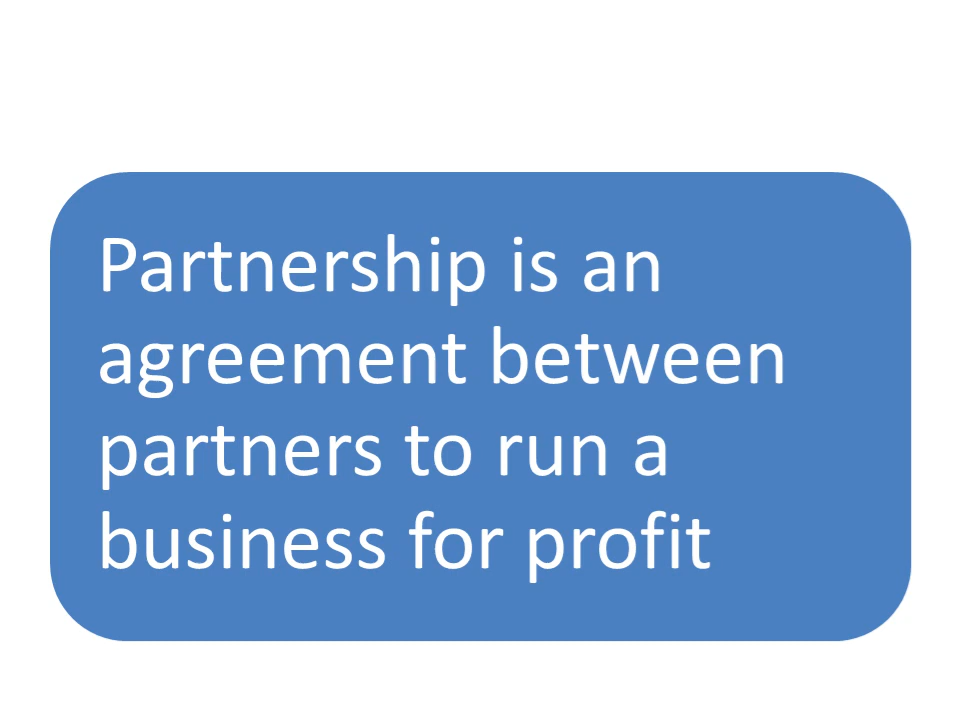 Partnership is an
agreement between
partners to run a
business for profit